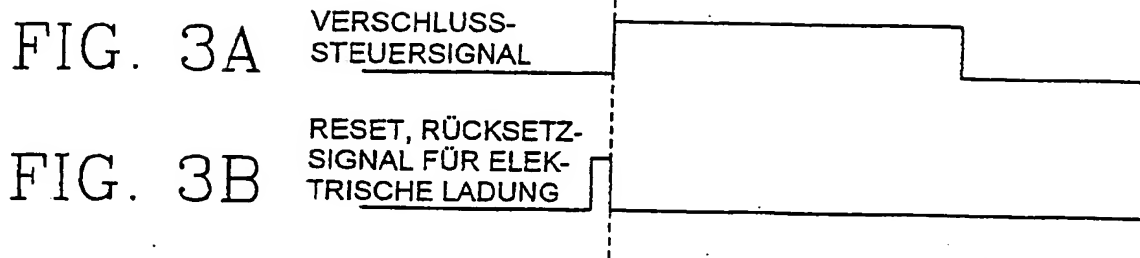 FIG. 3A
VERSCHLUSS-
STEUERSIGNAL
FIG. 3B
RESET, RÜCKSETZ-
SIGNAL FÜR ELEK-
TRISCHE LADUNG